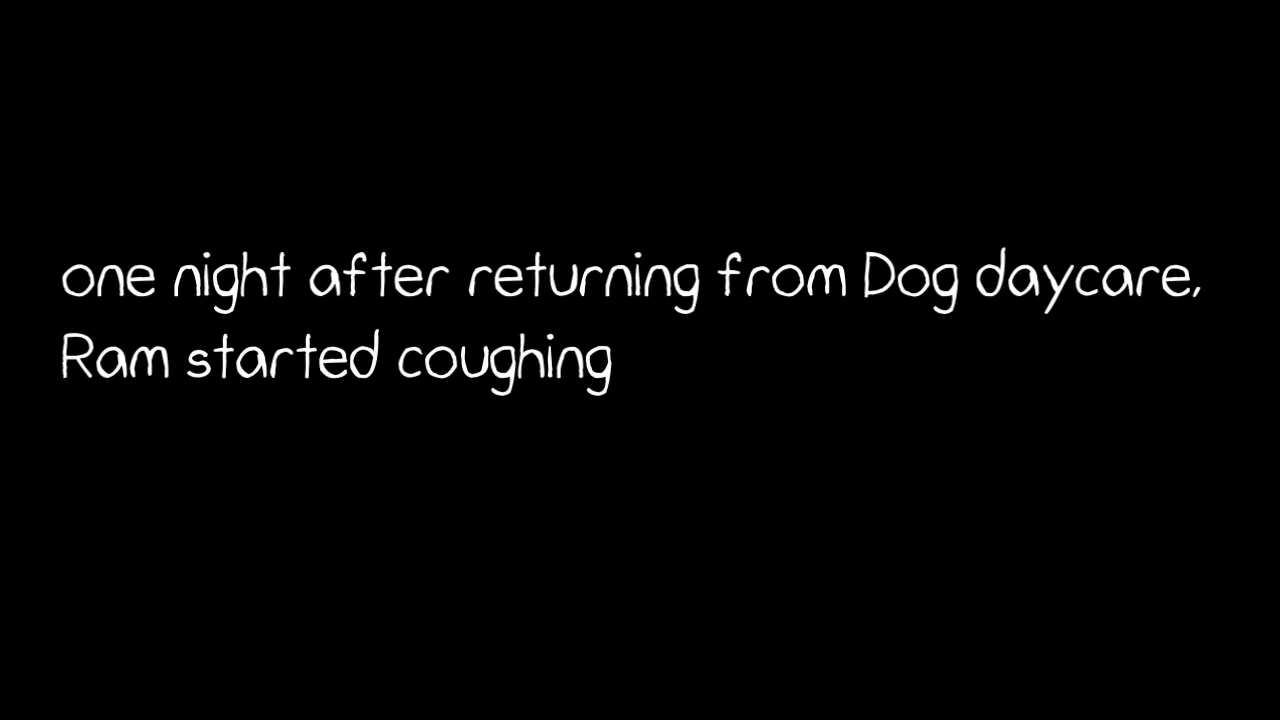 one night after returning from Dog daycare,
Ram started coughing